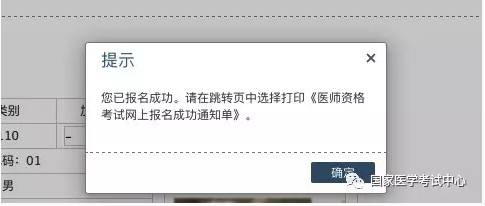 提示
×
类别
加
您已报名成功。请在跳转页中选择打印《医师资格
考试网上报名成功通知单》。
110
–
码：01
男
确定
国家医学考试中心